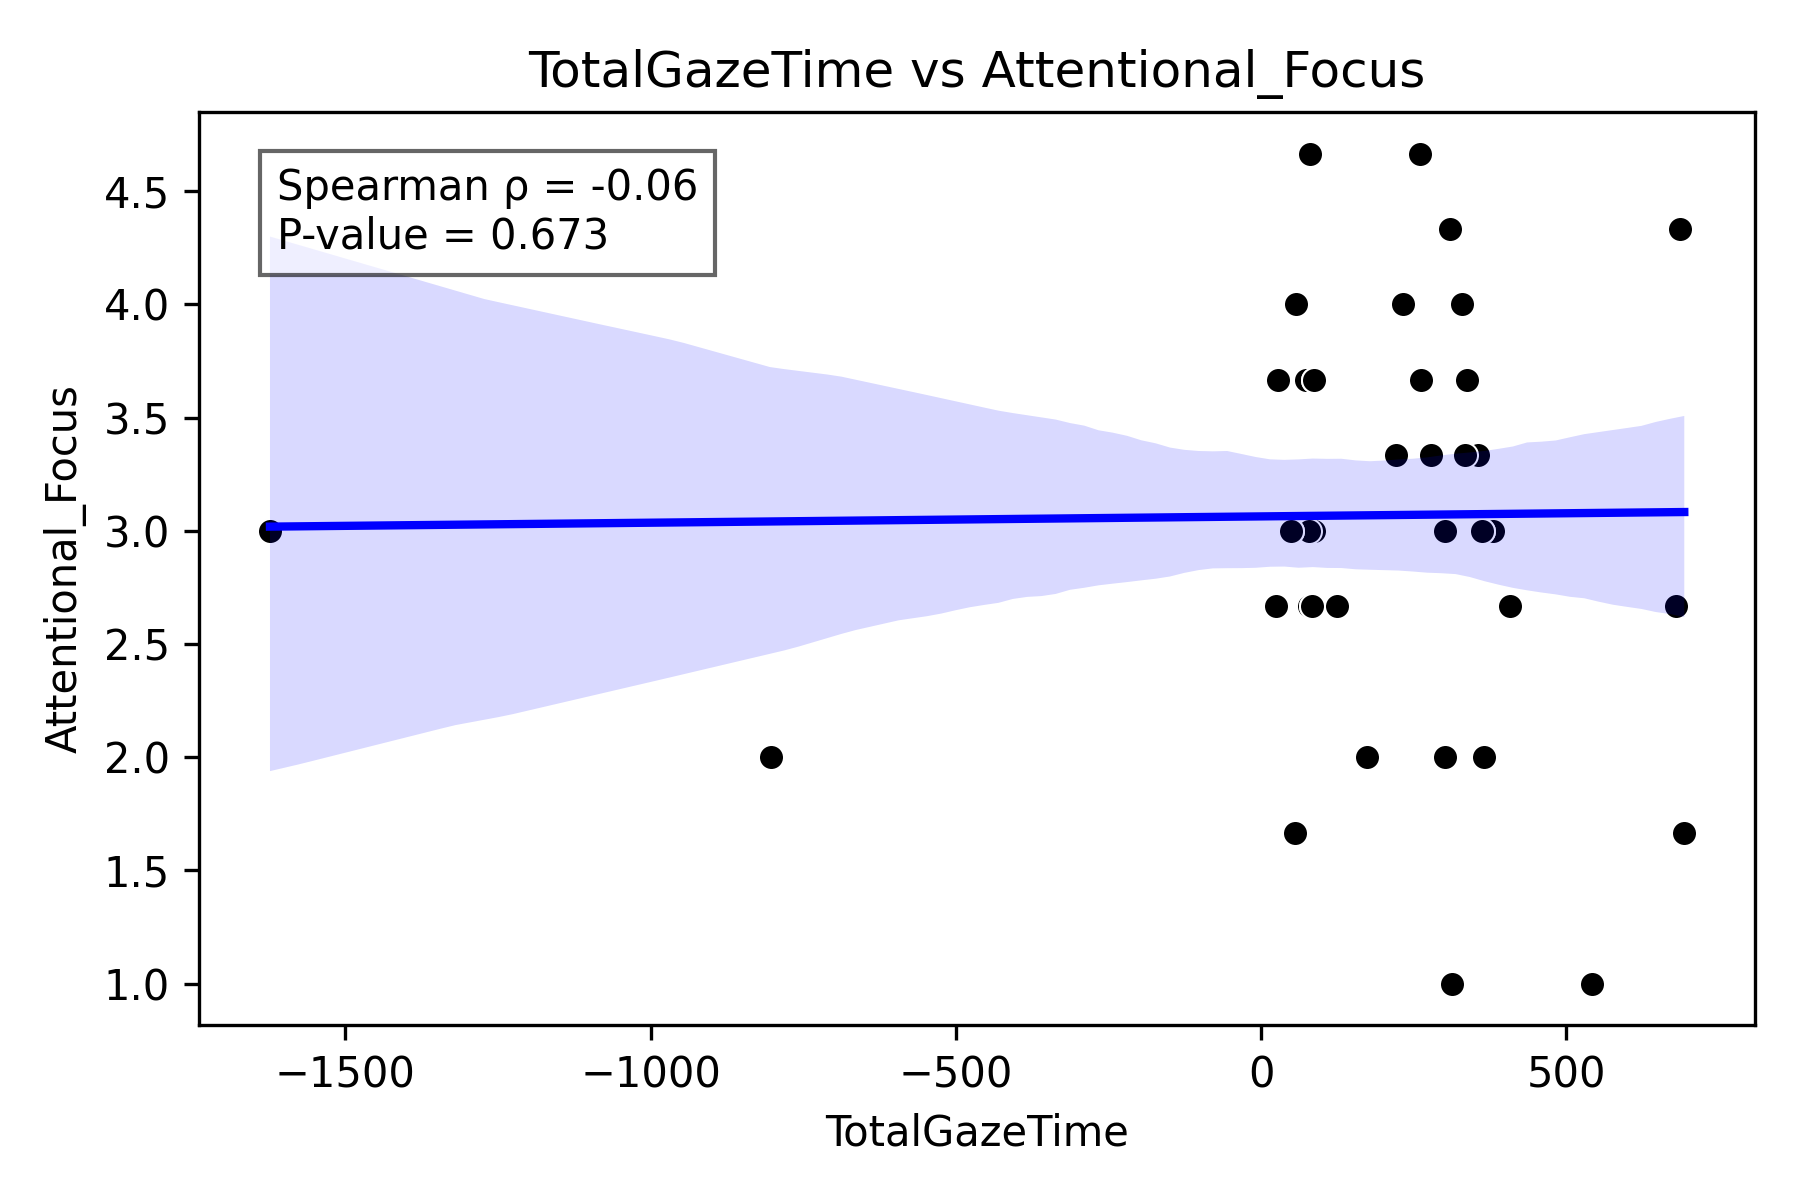 TotalGazeTime vs Attentional_Focus
Spearman ρ = -0.06
P-value = 0.673
Attentional_Focus
4.5
4.0
3.5
3.0
2.5
2.0
1.5
1.0
−1500
−1000
−500
0
500
TotalGazeTime